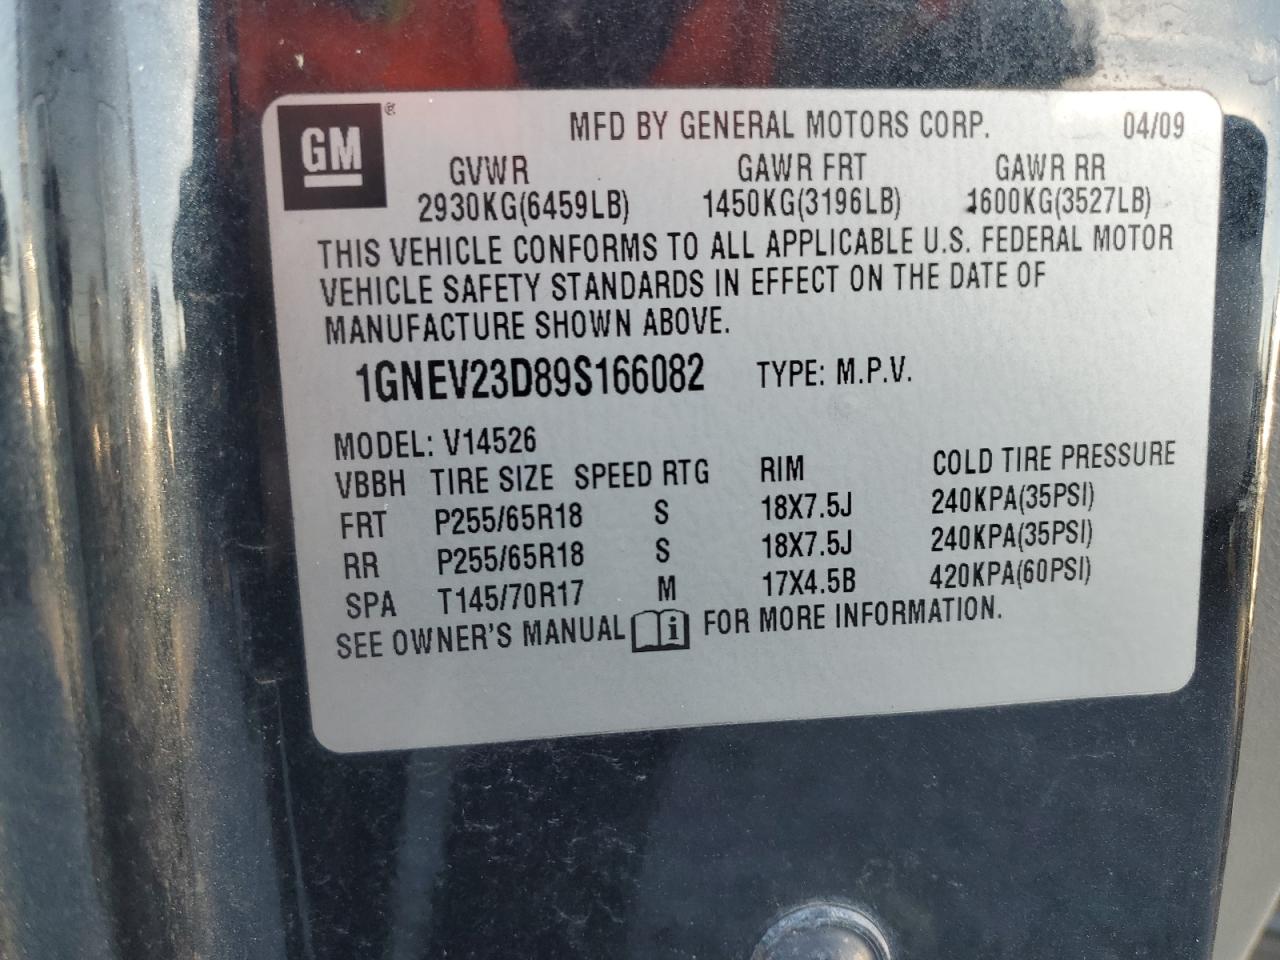 GM ®
MFD BY GENERAL MOTORS CORP. 04/09
GVWR GAWR FRT GAWR RR
2930KG(6459LB) 1450KG(3196LB) 1600KG(3527LB)
THIS VEHICLE CONFORMS TO ALL APPLICABLE U.S. FEDERAL MOTOR
VEHICLE SAFETY STANDARDS IN EFFECT ON THE DATE OF
MANUFACTURE SHOWN ABOVE.
1GNEV23D89S166082 TYPE: M.P.V.
MODEL: V14526
VBBH TIRE SIZE SPEED RTG RIM COLD TIRE PRESSURE
FRT P255/65R18 S 18X7.5J 240KPA(35PSI)
RR P255/65R18 S 18X7.5J 240KPA(35PSI)
SPA T145/70R17 M 17X4.5B 420KPA(60PSI)
SEE OWNER'S MANUAL i FOR MORE INFORMATION.